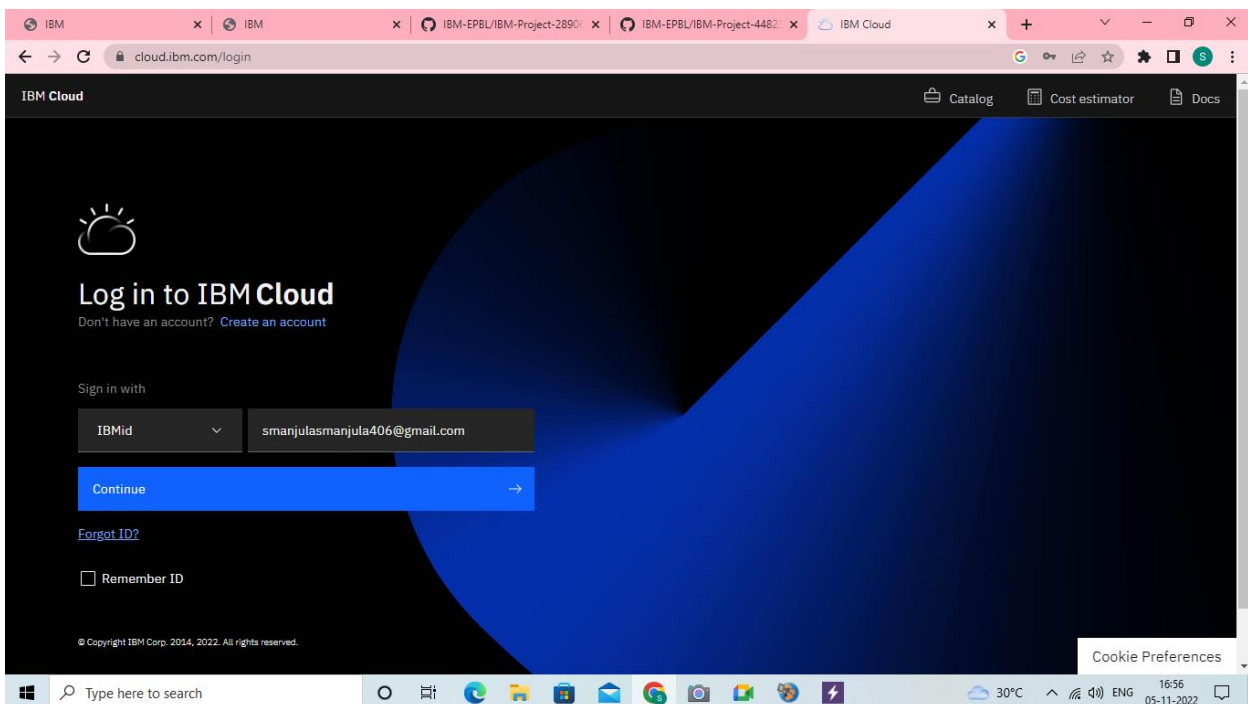 IBM
IBM
IBM-EPBL/IBM-Project-28906
IBM-EPBL/IBM-Project-4482
IBM Cloud
cloud.ibm.com/login
IBM Cloud
Catalog
Cost estimator
Docs
Log in to IBM Cloud
Don't have an account? Create an account
Sign in with
IBMid
smanjulasmanjula406@gmail.com
Continue
Forgot ID?
Remember ID
© Copyright IBM Corp. 2014, 2022. All rights reserved.
Cookie Preferences
Type here to search
30°C
ENG
16:56
05-11-2022